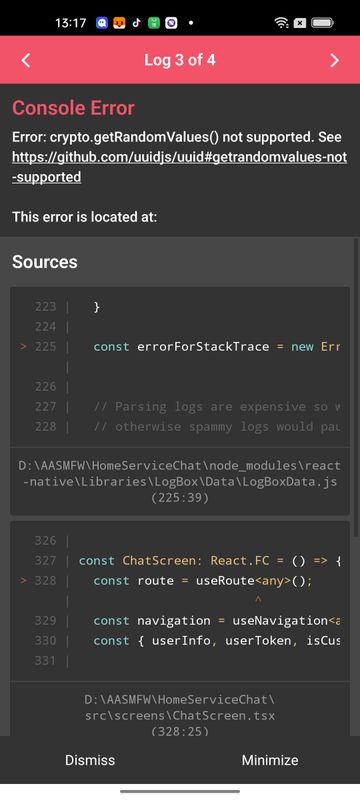 13:17
Log 3 of 4
Console Error
Error: crypto.getRandomValues() not supported. See
https://github.com/uuidjs/uuid#getrandomvalues-not
-supported
This error is located at:
Sources
223 |   }
224 |
> 225 |   const errorForStackTrace = new Err
|
226 |
227 |   // Parsing logs are expensive so w
228 |   // otherwise spammy logs would pau
D:\AASMFW\HomeServiceChat\node_modules\react
-native\Libraries\LogBox\Data\LogBoxData.js
(225:39)
326 |
327 | const ChatScreen: React.FC = () => {
> 328 |   const route = useRoute<any>();
|                         ^
329 |   const navigation = useNavigation<a
330 |   const { userInfo, userToken, isCus
331 |
D:\AASMFW\HomeServiceChat\
src\screens\ChatScreen.tsx
(328:25)
Dismiss
Minimize